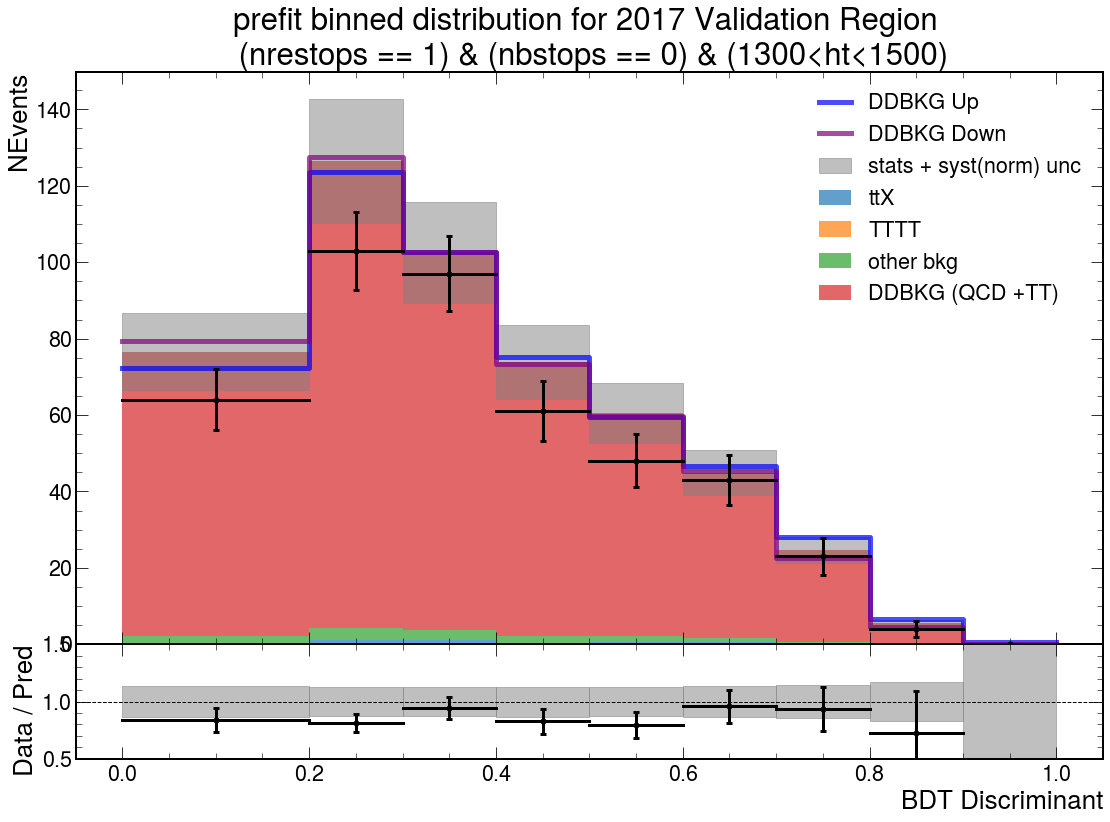 prefit binned distribution for 2017 Validation Region
(nrestops == 1) & (nbstops == 0) & (1300<ht<1500)
NEvents
140
120
100
80
60
40
20
0
DDBKG Up
DDBKG Down
stats + syst(norm) unc
ttX
TTTT
other bkg
DDBKG (QCD +TT)
Data / Pred
1.5
1.0
0.5
0.0 0.2 0.4 0.6 0.8 1.0
BDT Discriminant